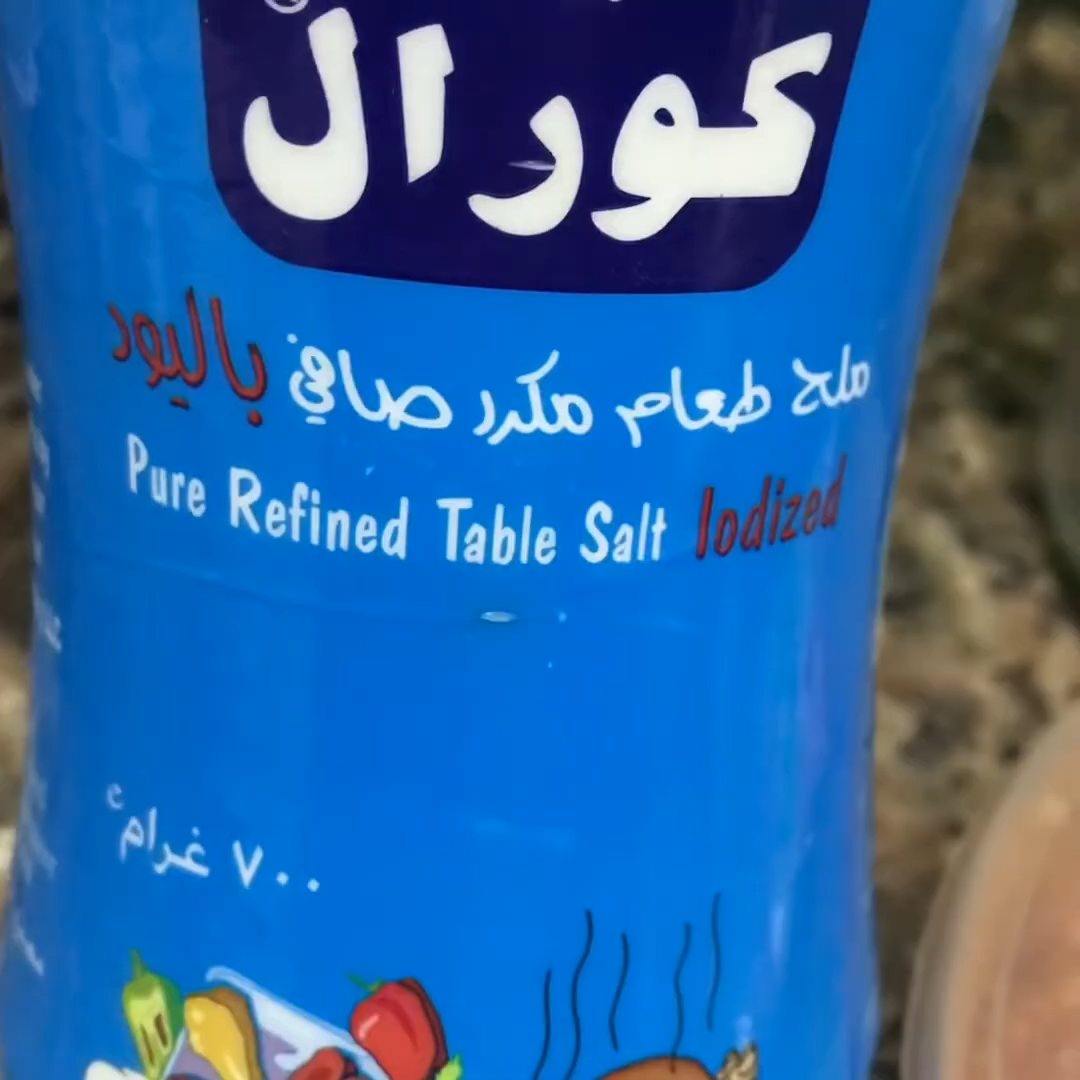 كورال
ملح طعام مكرر صافي باليود
Pure Refined Table Salt Iodized
٧٠٠ غرام